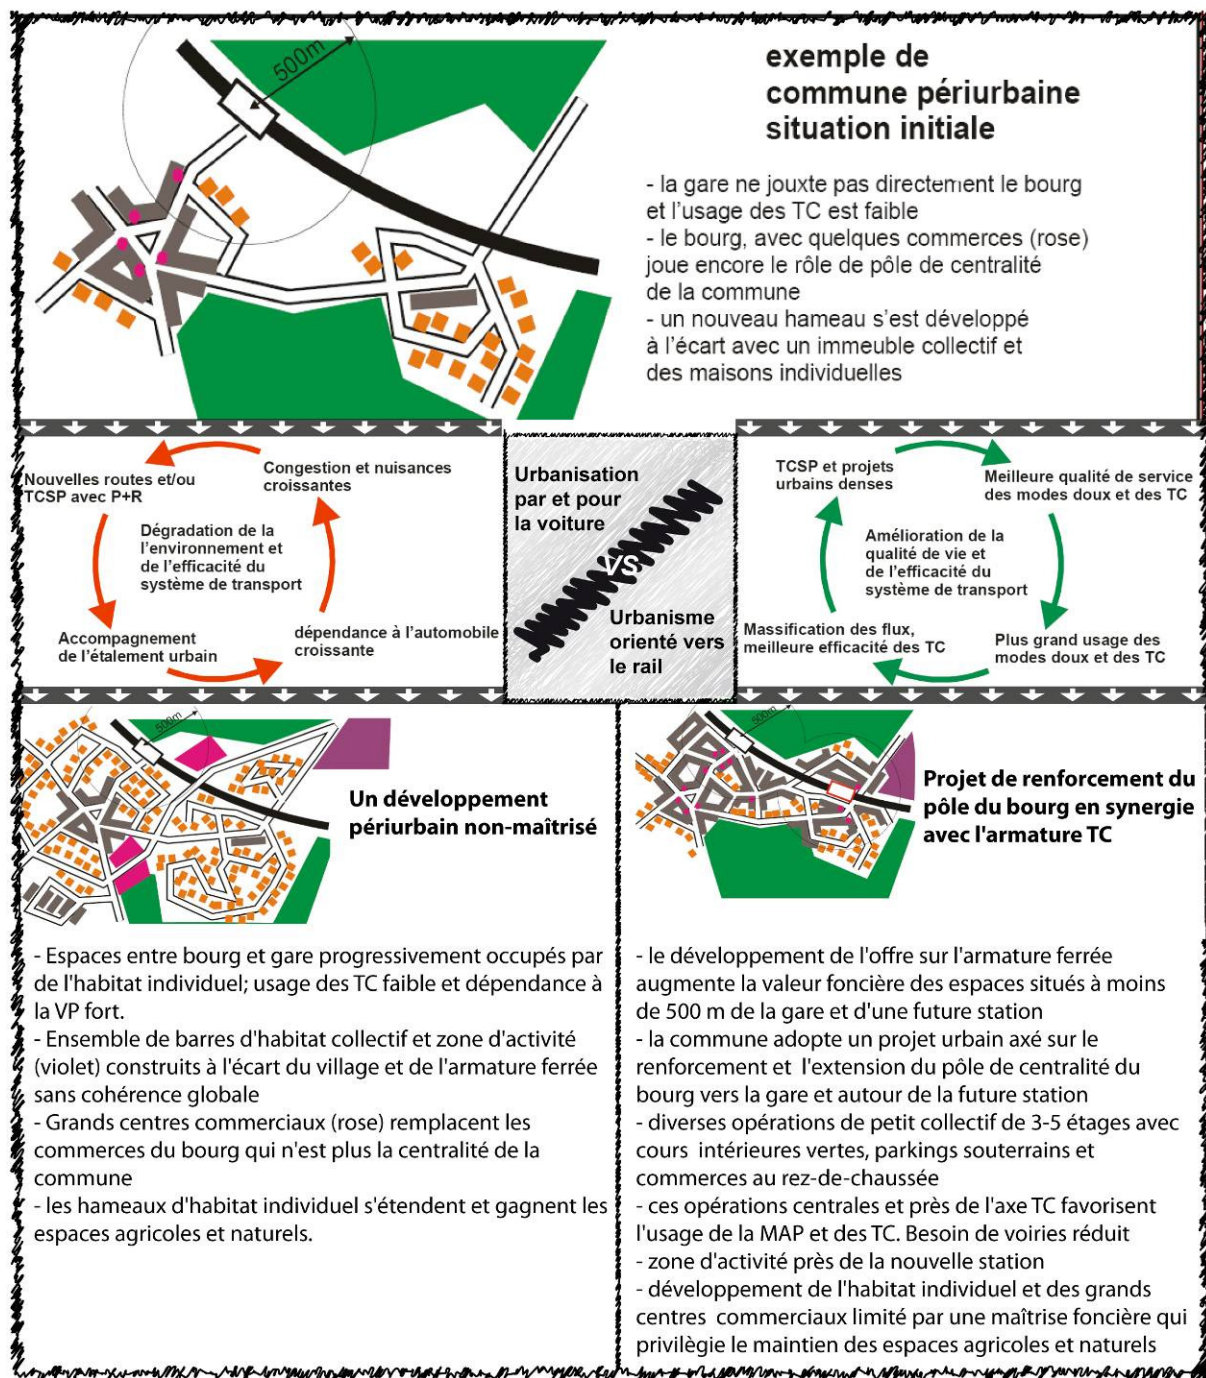 500m
exemple de
commune périurbaine
situation initiale
- la gare ne jouxte pas directement le bourg
et l'usage des TC est faible
- le bourg, avec quelques commerces (rose)
joue encore le rôle de pôle de centralité
de la commune
- un nouveau hameau s'est développé
à l'écart avec un immeuble collectif et
des maisons individuelles
Congestion et nuisances
croissantes
Nouvelles routes et/ou
TCSP avec P+R
Dégradation de la
l'environnement et
de l'efficacité du
système de transport
Accompagnement
de l'étalement urbain
dépendance à l'automobile
croissante
Urbanisation
par et pour
la voiture
VS
Urbanisme
orienté vers
le rail
TCSP et projets
urbains denses
Meilleure qualité de service
des modes doux et des TC
Amélioration de la
qualité de vie et
de l'efficacité du
système de transport
Massification des flux,
meilleure efficacité des TC
Plus grand usage des
modes doux et des TC
500m
Un développement
périurbain non-maîtrisé
- Espaces entre bourg et gare progressivement occupés par
de l'habitat individuel; usage des TC faible et dépendance à
la VP fort.
- Ensemble de barres d'habitat collectif et zone d'activité
(violet) construits à l'écart du village et de l'armature ferrée
sans cohérence globale
- Grands centres commerciaux (rose) remplacent les
commerces du bourg qui n'est plus la centralité de la
commune
- les hameaux d'habitat individuel s'étendent et gagnent les
espaces agricoles et naturels.
500m
Projet de renforcement du
pôle du bourg en synergie
avec l'armature TC
- le développement de l'offre sur l'armature ferrée
augmente la valeur foncière des espaces situés à moins
de 500 m de la gare et d'une future station
- la commune adopte un projet urbain axé sur le
renforcement et l'extension du pôle de centralité du
bourg vers la gare et autour de la future station
- diverses opérations de petit collectif de 3-5 étages avec
cours intérieures vertes, parkings souterrains et
commerces au rez-de-chaussée
- ces opérations centrales et près de l'axe TC favorisent
l'usage de la MAP et des TC. Besoin de voiries réduit
- zone d'activité près de la nouvelle station
- développement de l'habitat individuel et des grands
centres commerciaux limité par une maîtrise foncière qui
privilègie le maintien des espaces agricoles et naturels